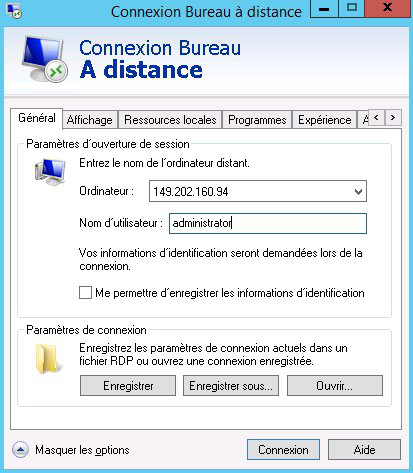 Connexion Bureau à distance
Connexion Bureau
A distance
Général Affichage Ressources locales Programmes Expérience
Paramètres d'ouverture de session
Entrez le nom de l'ordinateur distant.
Ordinateur : 149.202.160.94
Nom d'utilisateur : administrator
Vos informations d'identification seront demandées lors de la
connexion.
Me permettre d'enregistrer les informations d'identification
Paramètres de connexion
Enregistrez les paramètres de connexion actuels dans un
fichier RDP ou ouvrez une connexion enregistrée.
Enregistrer Enregistrer sous... Ouvrir...
Masquer les options Connexion Aide